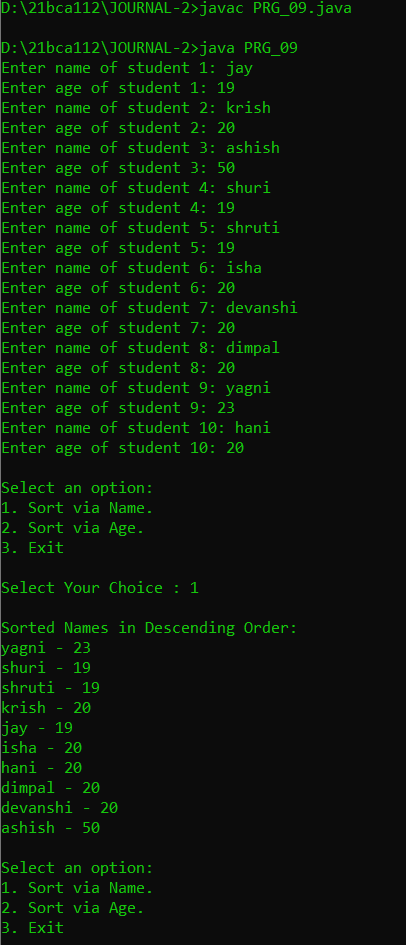 D:\21bca112\JOURNAL-2>javac PRG_09.java
D:\21bca112\JOURNAL-2>java PRG_09
Enter name of student 1: jay
Enter age of student 1: 19
Enter name of student 2: krish
Enter age of student 2: 20
Enter name of student 3: ashish
Enter age of student 3: 50
Enter name of student 4: shuri
Enter age of student 4: 19
Enter name of student 5: shruti
Enter age of student 5: 19
Enter name of student 6: isha
Enter age of student 6: 20
Enter name of student 7: devanshi
Enter age of student 7: 20
Enter name of student 8: dimpal
Enter age of student 8: 20
Enter name of student 9: yagni
Enter age of student 9: 23
Enter name of student 10: hani
Enter age of student 10: 20
Select an option:
1. Sort via Name.
2. Sort via Age.
3. Exit
Select Your Choice : 1
Sorted Names in Descending Order:
yagni - 23
shuri - 19
shruti - 19
krish - 20
jay - 19
isha - 20
hani - 20
dimpal - 20
devanshi - 20
ashish - 50
Select an option:
1. Sort via Name.
2. Sort via Age.
3. Exit